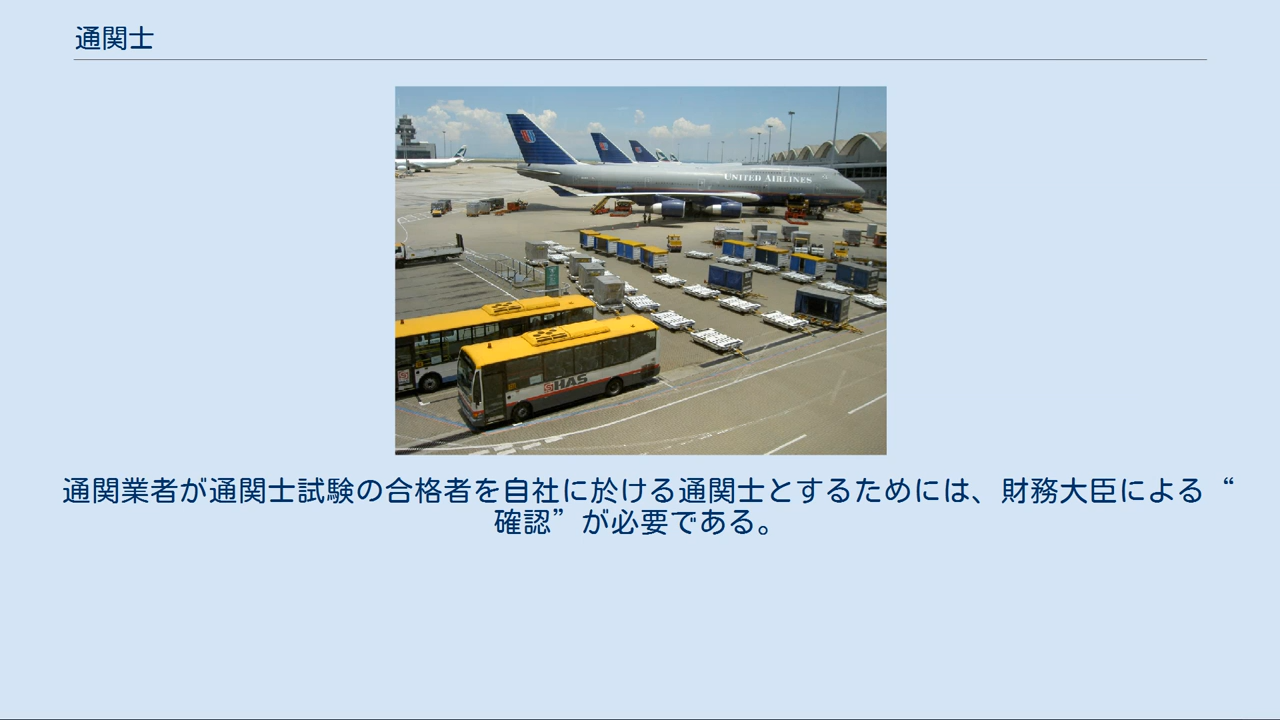 通関士
UNITED AIRLINES
HAS
通関業者が通関士試験の合格者を自社に於ける通関士とするためには、財務大臣による“
確認”が必要である。